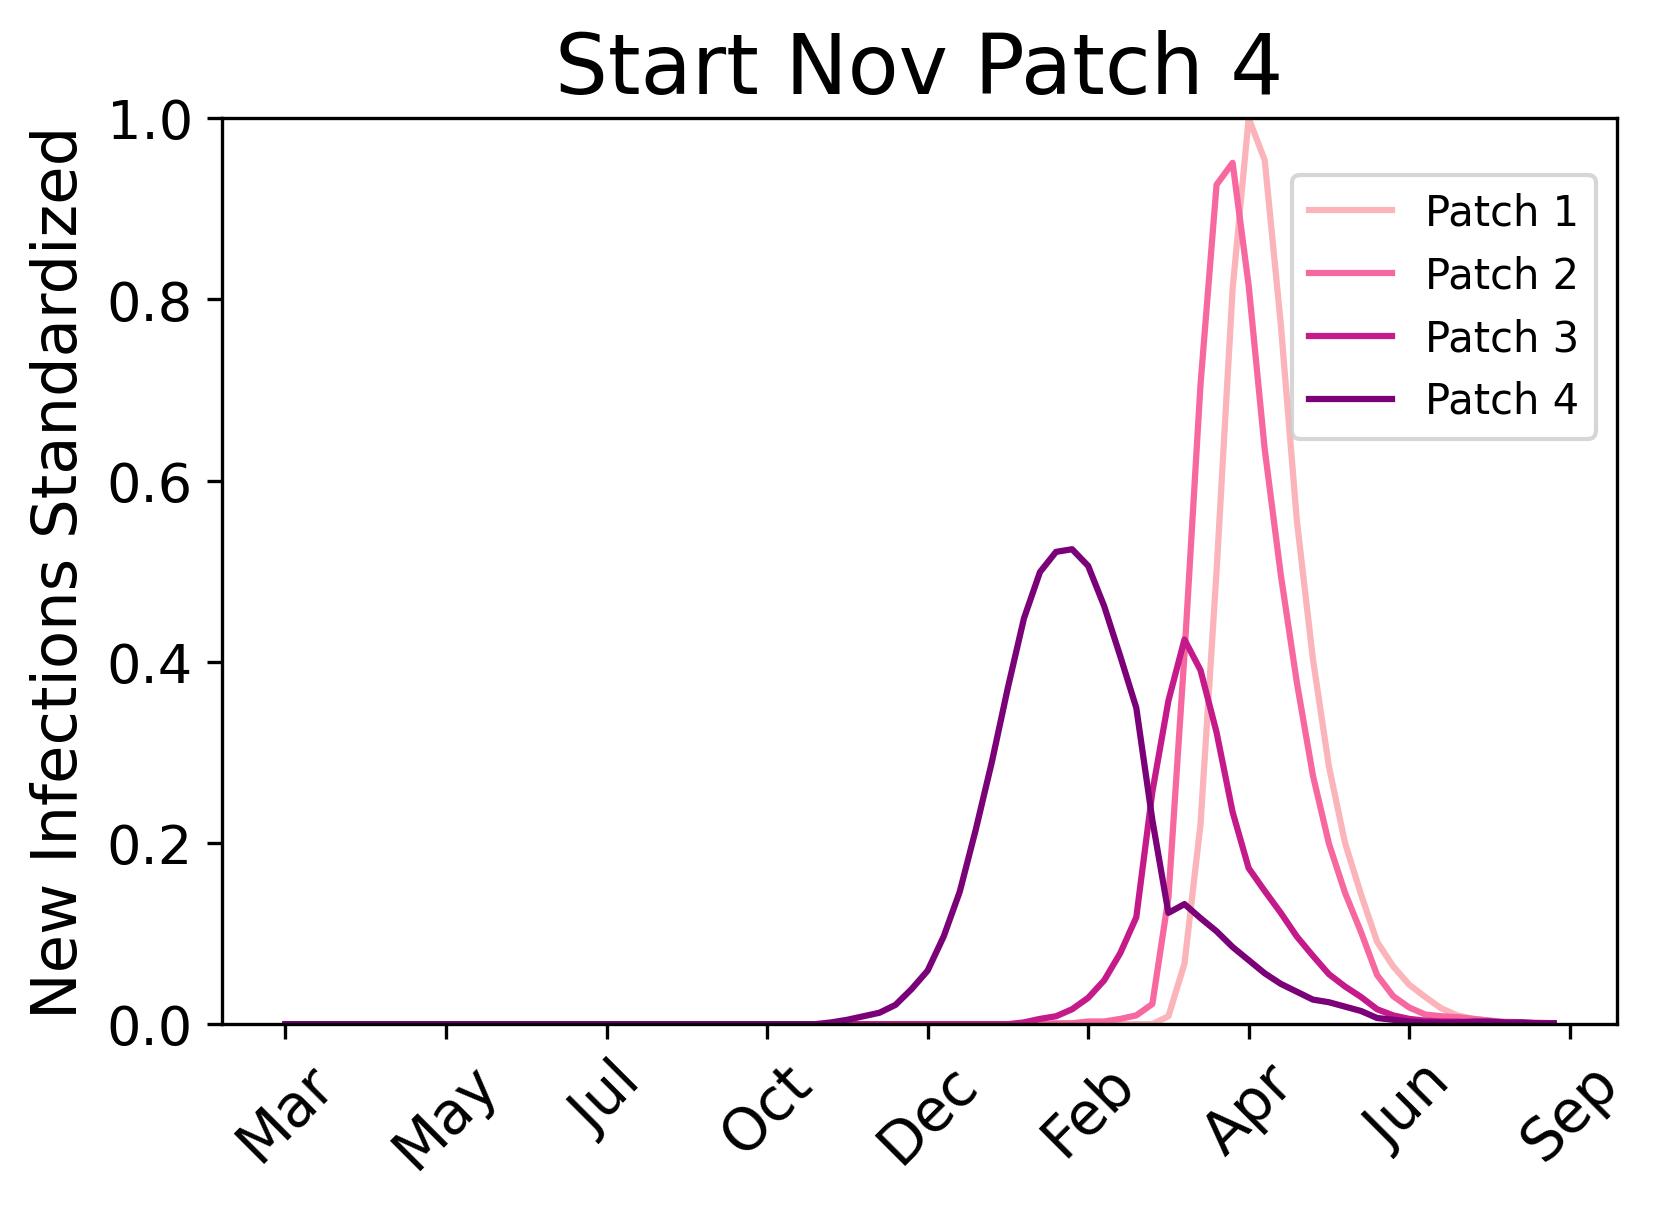 Start Nov Patch 4
New Infections Standardized
1.0
0.8
0.6
0.4
0.2
0.0
Patch 1
Patch 2
Patch 3
Patch 4
Mar May Jul Oct Dec Feb Apr Jun Sep